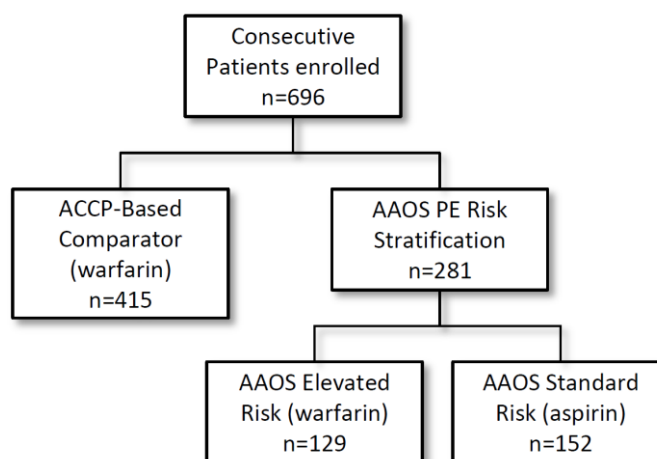 Consecutive
Patients enrolled
n=696
ACCP-Based
Comparator
(warfarin)
n=415
AAOS PE Risk
Stratification
n=281
AAOS Elevated
Risk (warfarin)
n=129
AAOS Standard
Risk (aspirin)
n=152